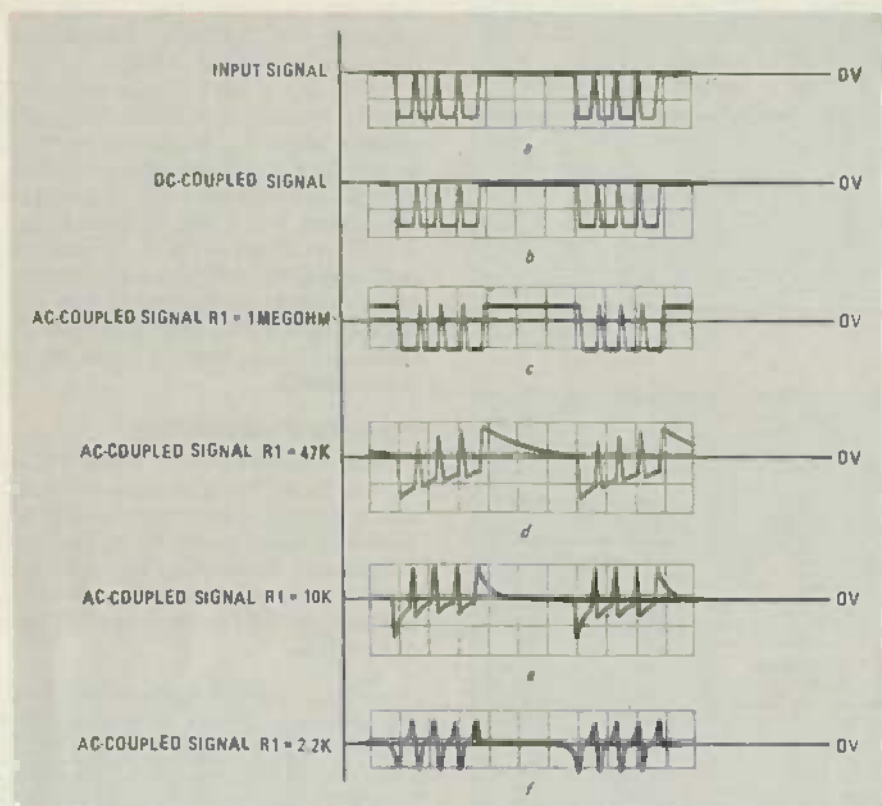 INPUT SIGNAL 0V
a
DC-COUPLED SIGNAL 0V
b
AC-COUPLED SIGNAL R1 = 1MEGOHM 0V
c
AC-COUPLED SIGNAL R1 = 47K 0V
d
AC-COUPLED SIGNAL R1 = 10K 0V
e
AC-COUPLED SIGNAL R1 = 2.2K 0V
f